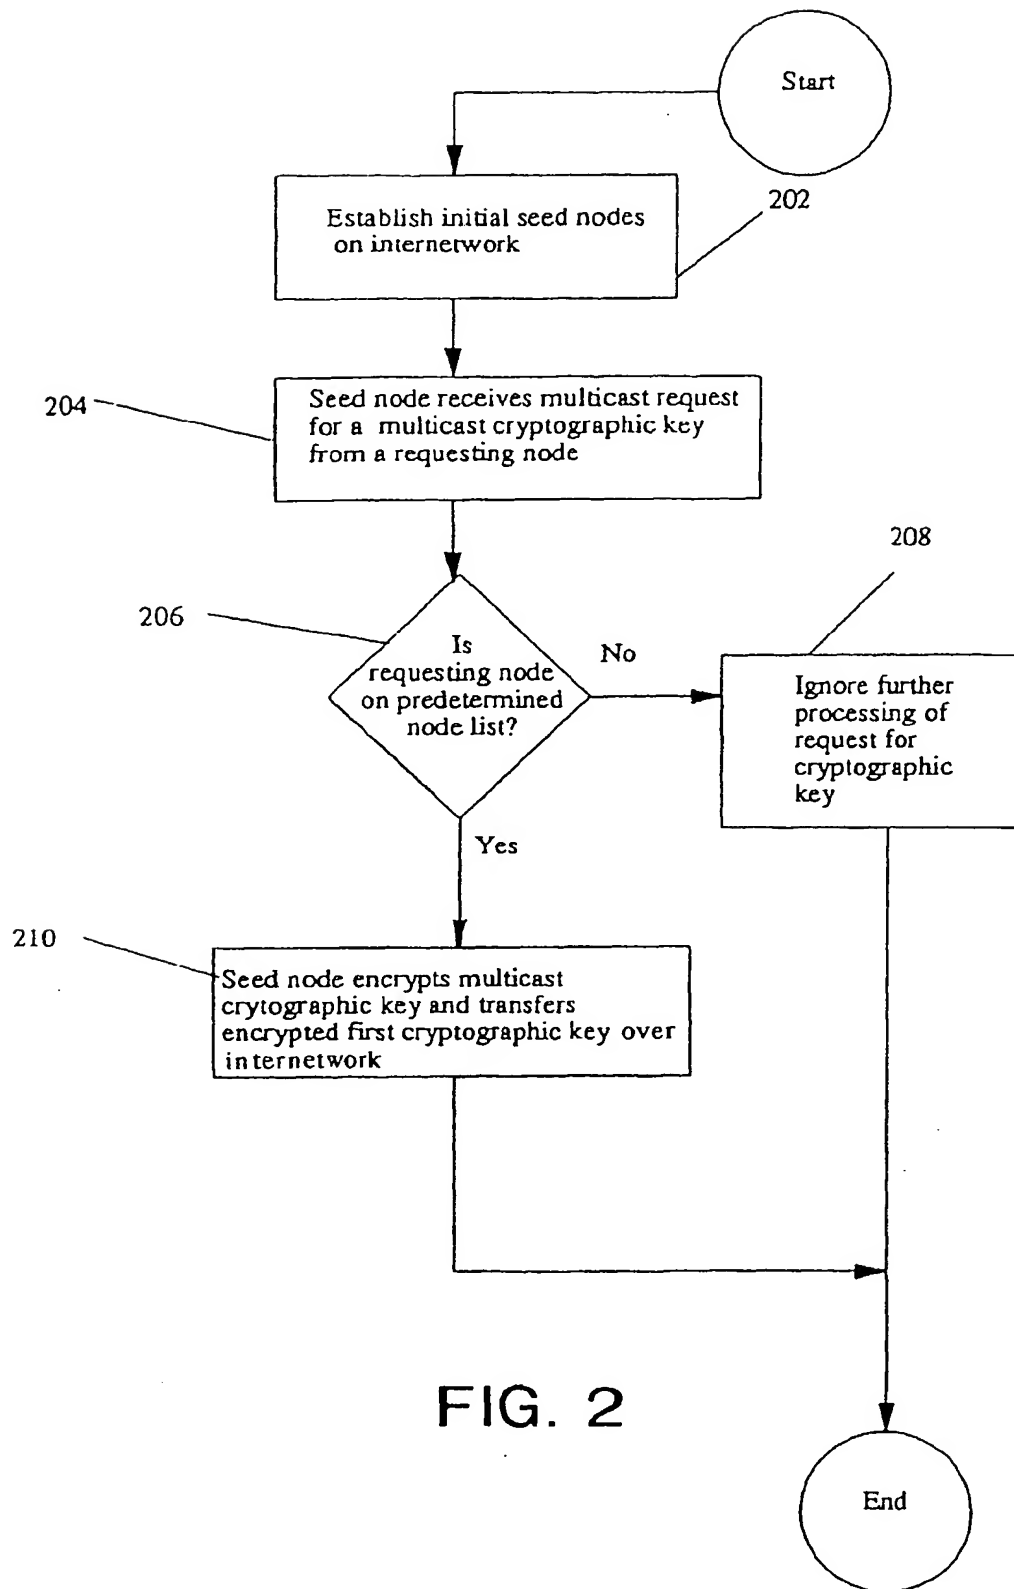 Start
Establish initial seed nodes
on internetwork
202
204
Seed node receives multicast request
for a multicast cryptographic key
from a requesting node
206
Is
requesting node
on predetermined
node list?
No
208
Ignore further
processing of
request for
cryptographic
key
Yes
210
Seed node encrypts multicast
crytographic key and transfers
encrypted first cryptographic key over
internetwork
FIG. 2
End